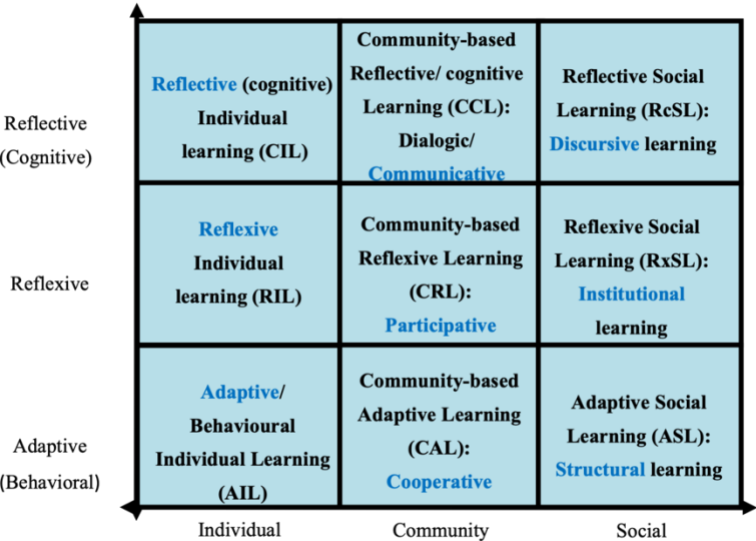 Reflective
(Cognitive)
Reflective (cognitive)
Individual
learning (CIL)
Community-based
Reflective/ cognitive
Learning (CCL):
Dialogic/
Communicative
Reflective Social
Learning (RcSL):
Discursive learning
Reflexive
Reflexive
Individual
learning (RIL)
Community-based
Reflexive Learning
(CRL):
Participative
Reflexive Social
Learning (RxSL):
Institutional
learning
Adaptive
(Behavioral)
Adaptive/
Behavioural
Individual Learning
(AIL)
Community-based
Adaptive Learning
(CAL):
Cooperative
Adaptive Social
Learning (ASL):
Structural learning
Individual
Community
Social